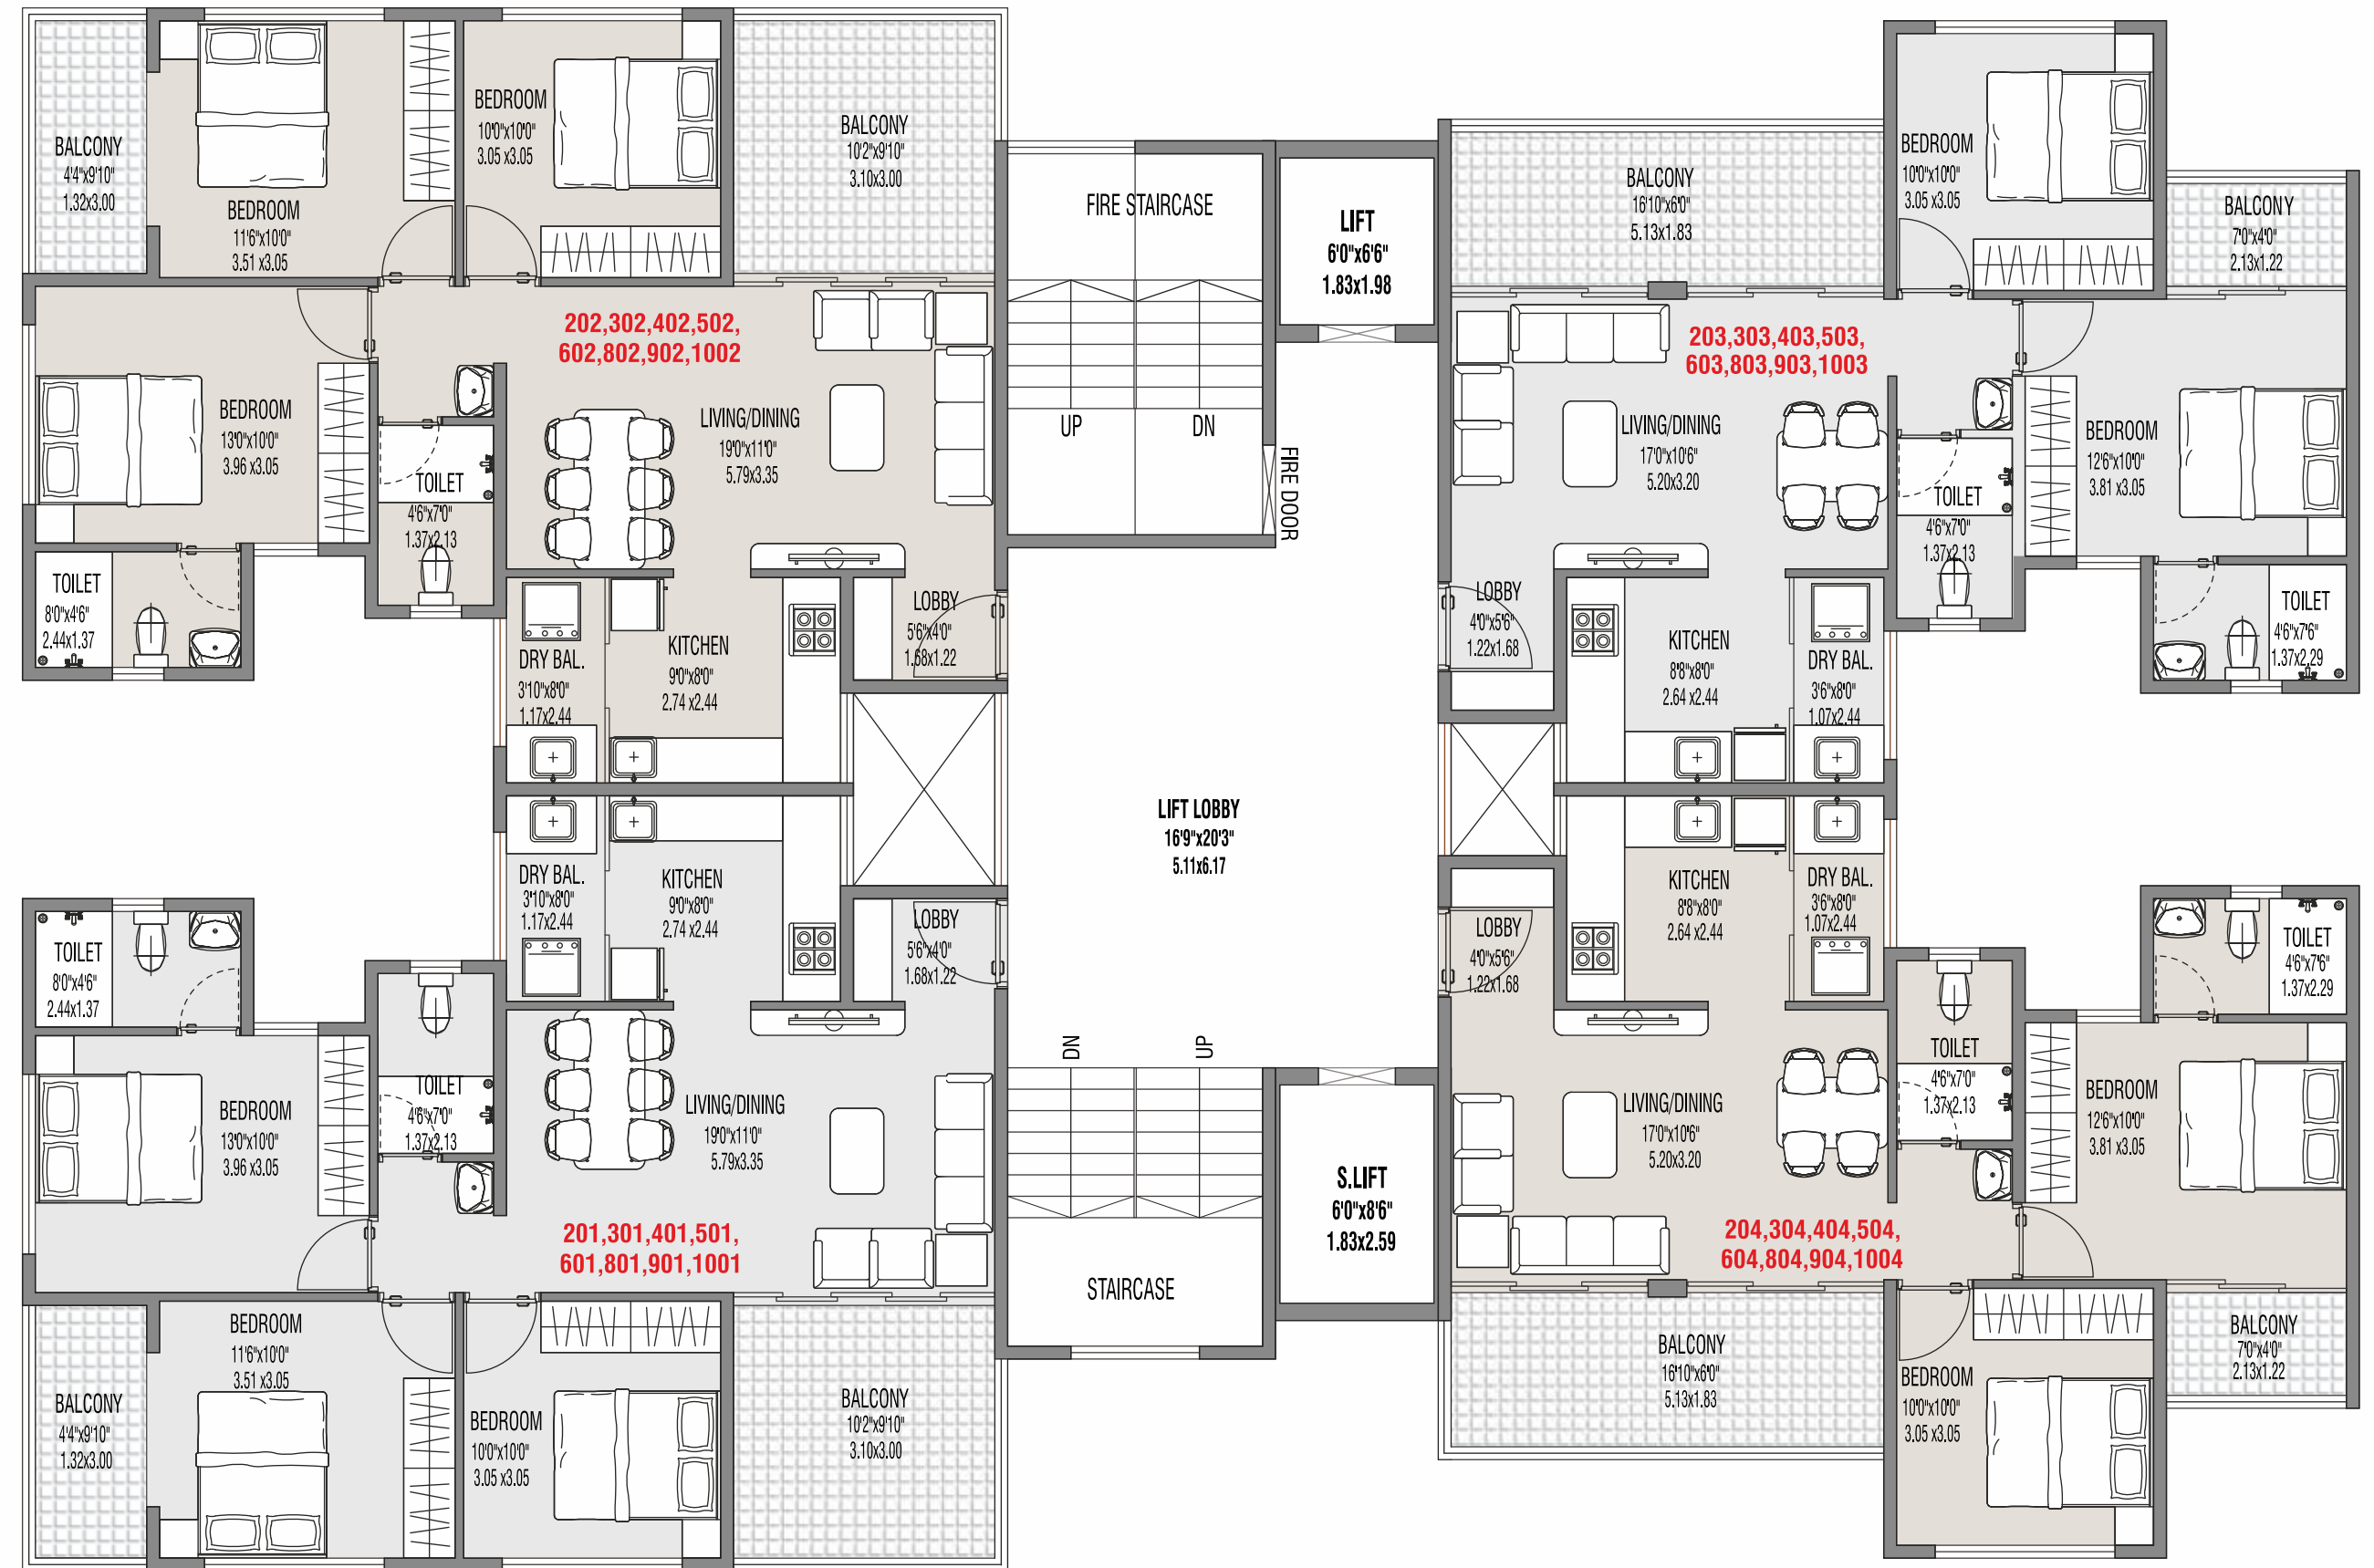 BALCONY
4'4"x9'10"
1.32x3.00
BEDROOM
11'6"x10'0"
3.51 x3.05
BEDROOM
10'0"x10'0"
3.05 x3.05
BALCONY
10'2"x9'10"
3.10x3.00
202,302,402,502,
602,802,902,1002
BEDROOM
13'0"x10'0"
3.96 x3.05
TOILET
4'6"x7'0"
1.37x2.13
LIVING/DINING
19'0"x11'0"
5.79x3.35
TOILET
8'0"x4'6"
2.44x1.37
DRY BAL.
3'10"x8'0"
1.17x2.44
KITCHEN
9'0"x8'0"
2.74 x2.44
LOBBY
5'6"x4'0"
1.68x1.22
FIRE STAIRCASE
UP
DN
FIRE DOOR
LIFT
6'0"x6'6"
1.83x1.98
BALCONY
16'10"x6'0"
5.13x1.83
BEDROOM
10'0"x10'0"
3.05 x3.05
BALCONY
7'0"x4'0"
2.13x1.22
203,303,403,503,
603,803,903,1003
LIVING/DINING
17'0"x10'6"
5.20x3.20
TOILET
4'6"x7'0"
1.37x2.13
BEDROOM
12'6"x10'0"
3.81 x3.05
LOBBY
4'0"x5'6"
1.22x1.68
KITCHEN
8'8"x8'0"
2.64 x2.44
DRY BAL.
3'6"x8'0"
1.07x2.44
TOILET
4'6"x7'6"
1.37x2.29
LIFT LOBBY
16'9"x20'3"
5.11x6.17
TOILET
8'0"x4'6"
2.44x1.37
DRY BAL.
3'10"x8'0"
1.17x2.44
KITCHEN
9'0"x8'0"
2.74 x2.44
LOBBY
5'6"x4'0"
1.68x1.22
BEDROOM
13'0"x10'0"
3.96 x3.05
TOILET
4'6"x7'0"
1.37x2.13
LIVING/DINING
19'0"x11'0"
5.79x3.35
201,301,401,501,
601,801,901,1001
BEDROOM
11'6"x10'0"
3.51 x3.05
BALCONY
4'4"x9'10"
1.32x3.00
BEDROOM
10'0"x10'0"
3.05 x3.05
BALCONY
10'2"x9'10"
3.10x3.00
DN
UP
STAIRCASE
S.LIFT
6'0"x8'6"
1.83x2.59
LOBBY
4'0"x5'6"
1.22x1.68
KITCHEN
8'8"x8'0"
2.64 x2.44
DRY BAL.
3'6"x8'0"
1.07x2.44
TOILET
4'6"x7'6"
1.37x2.29
LIVING/DINING
17'0"x10'6"
5.20x3.20
TOILET
4'6"x7'0"
1.37x2.13
BEDROOM
12'6"x10'0"
3.81 x3.05
204,304,404,504,
604,804,904,1004
BALCONY
16'10"x6'0"
5.13x1.83
BEDROOM
10'0"x10'0"
3.05 x3.05
BALCONY
7'0"x4'0"
2.13x1.22